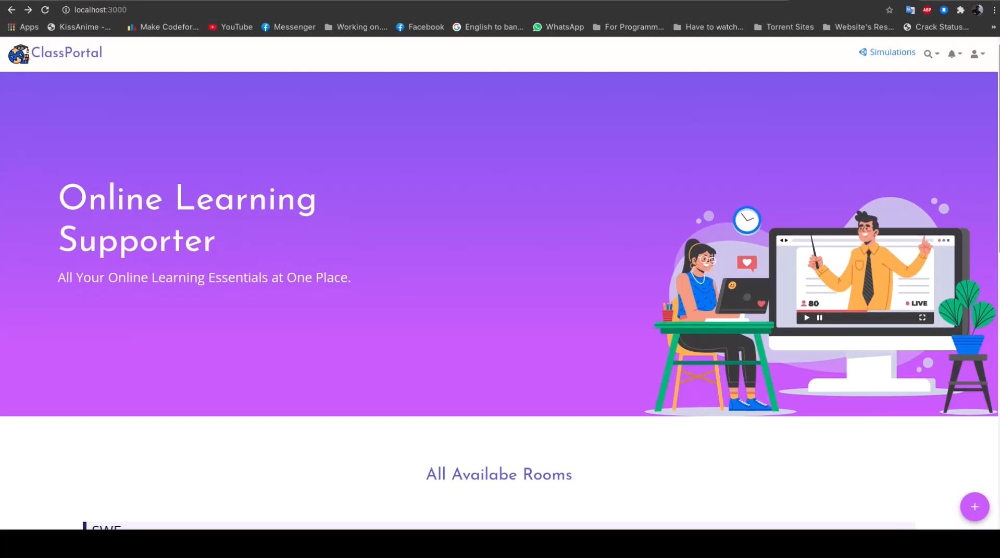 localhost:3000
ABP
Apps
KissAnime -...
Make Codefor...
YouTube
Messenger
Working on....
Facebook
English to ban...
WhatsApp
For Programm...
Have to watch...
Torrent Sites
Website's Res...
Crack Status...
»
ClassPortal
Simulations
Online Learning
Supporter
All Your Online Learning Essentials at One Place.
80
LIVE
All Availabe Rooms
+
SWE